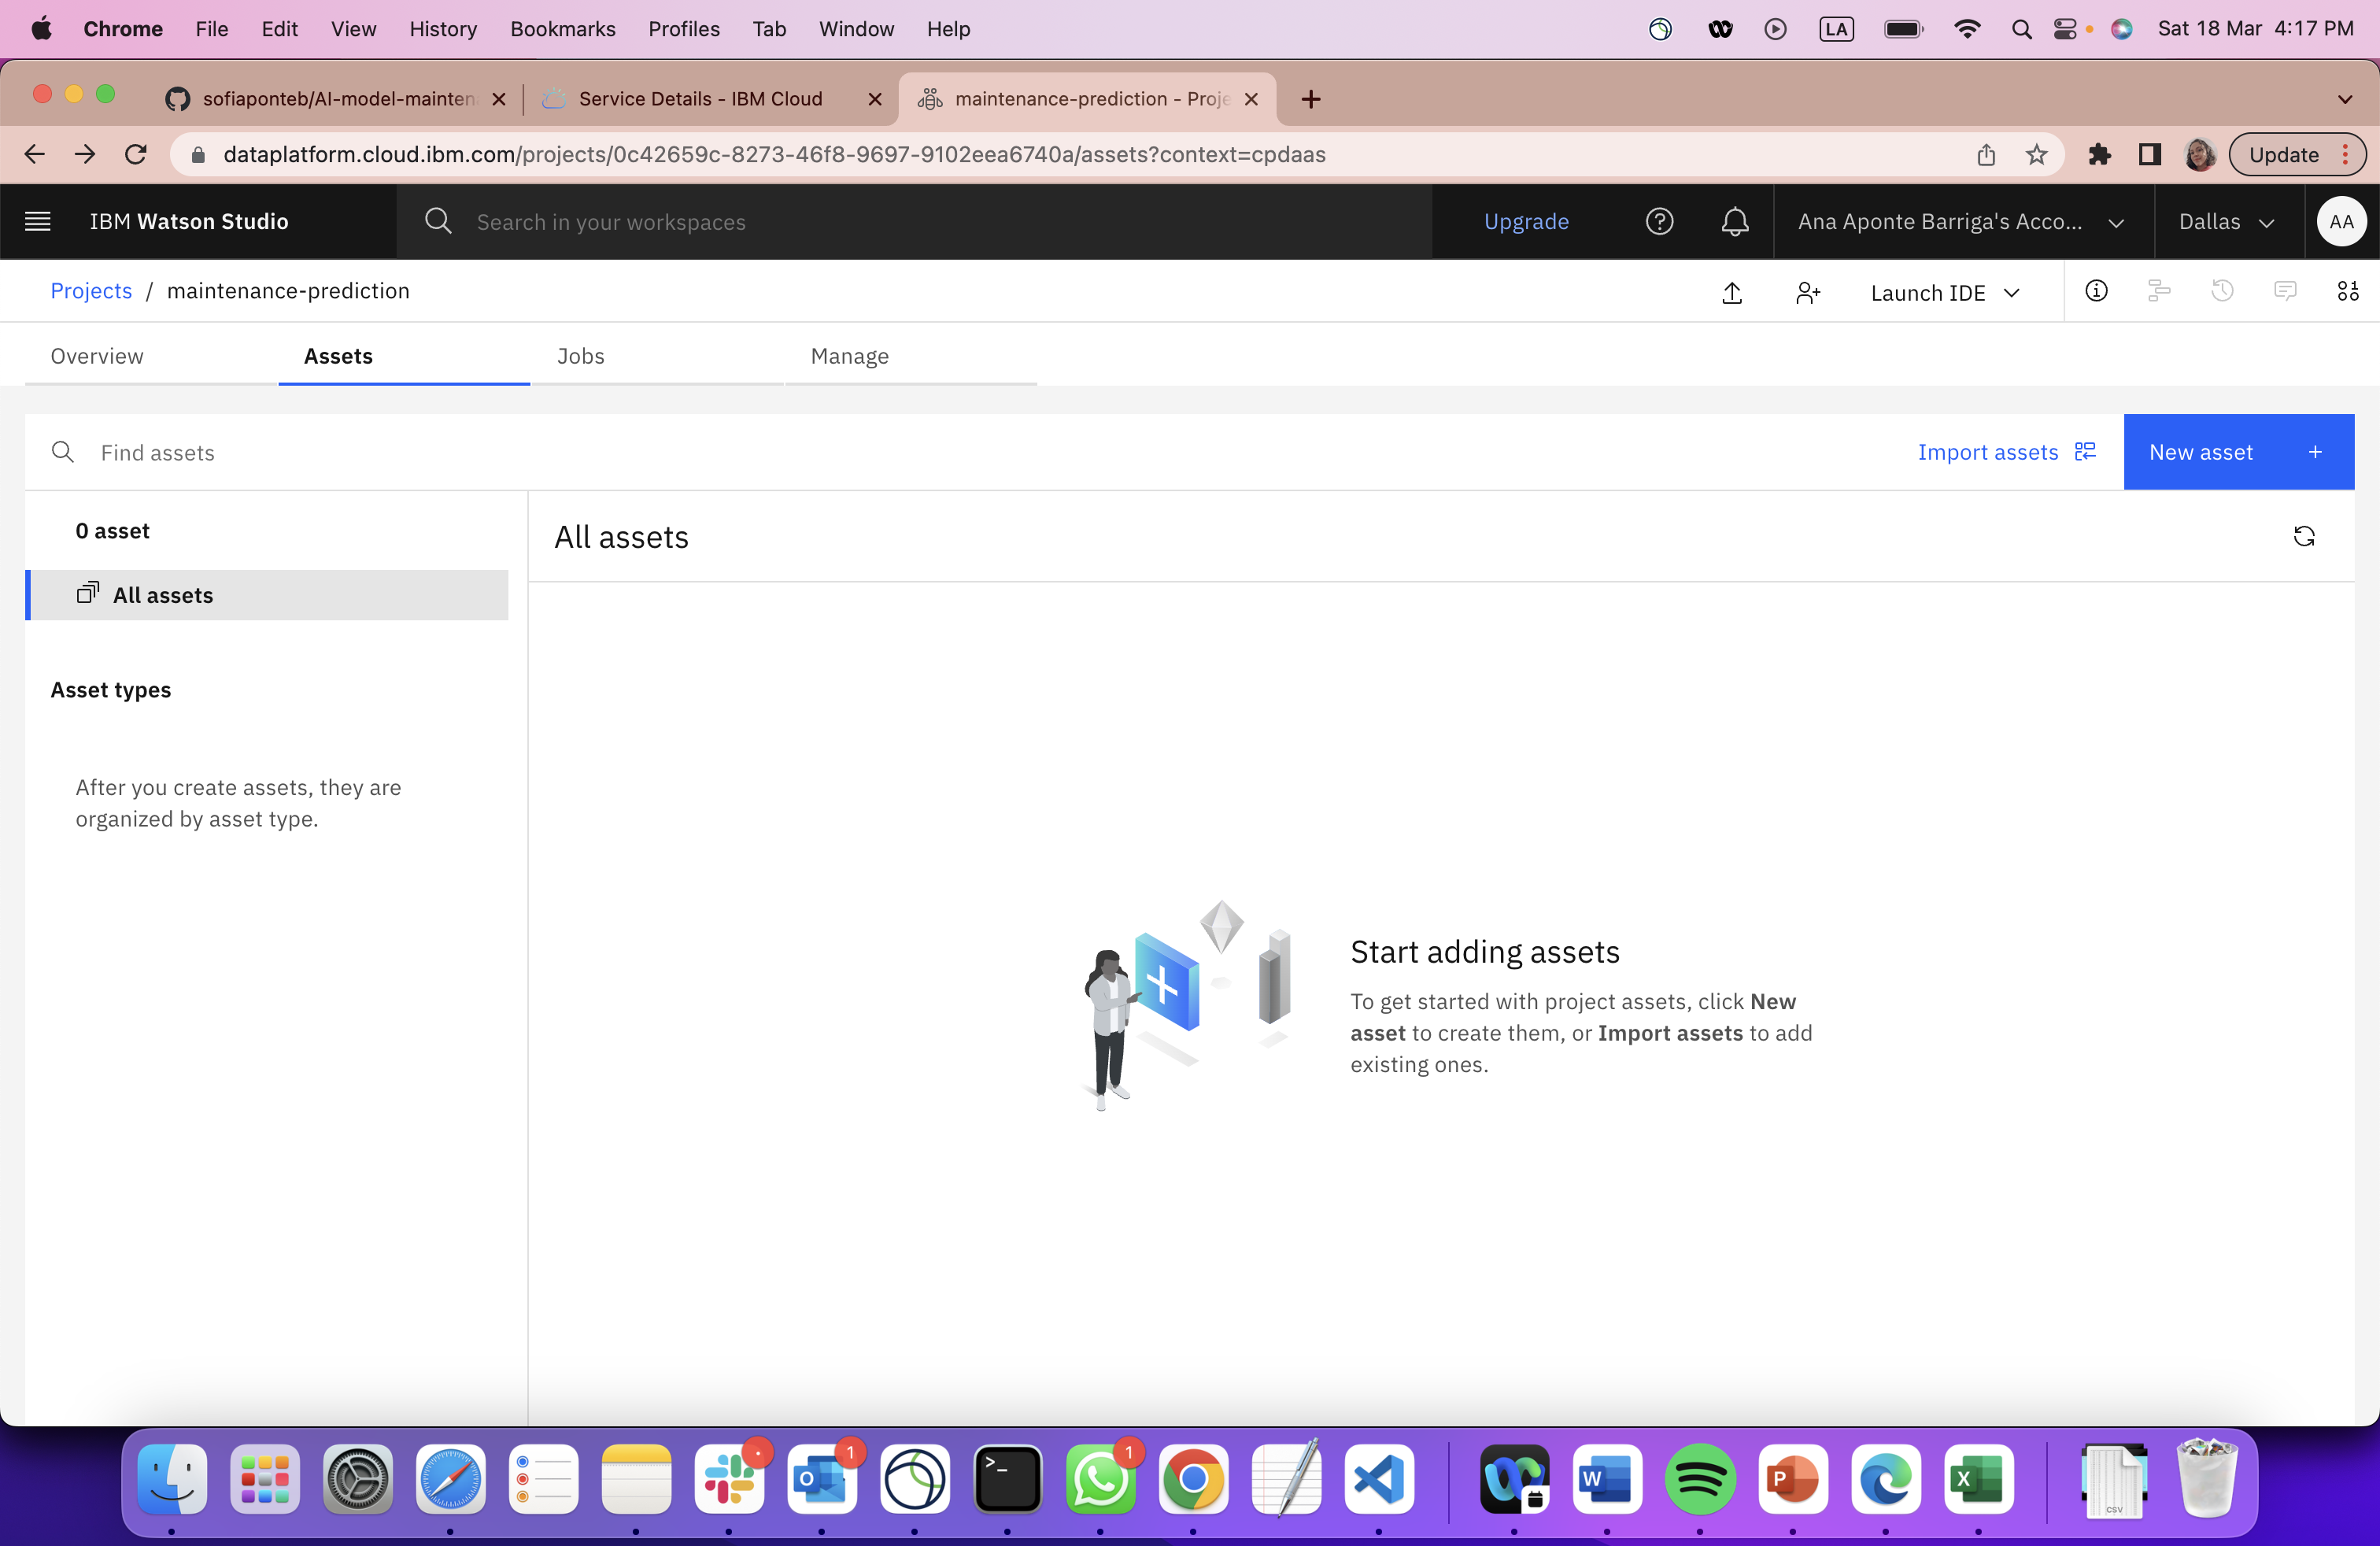 Chrome File Edit View History Bookmarks Profiles Tab Window Help LA Sat 18 Mar 4:17 PM
sofiaponteb/AI-model-mainten Service Details - IBM Cloud maintenance-prediction - Proje
dataplatform.cloud.ibm.com/projects/0c42659c-8273-46f8-9697-9102eea6740a/assets?context=cpdaas Update
IBM Watson Studio Search in your workspaces Upgrade Ana Aponte Barriga's Acco... Dallas AA
Projects / maintenance-prediction Launch IDE
Overview Assets Jobs Manage
Find assets Import assets New asset +
0 asset
All assets
All assets
Asset types
After you create assets, they are
organized by asset type.
Start adding assets
To get started with project assets, click New
asset to create them, or Import assets to add
existing ones.
1 1
O >_ W P X CSV